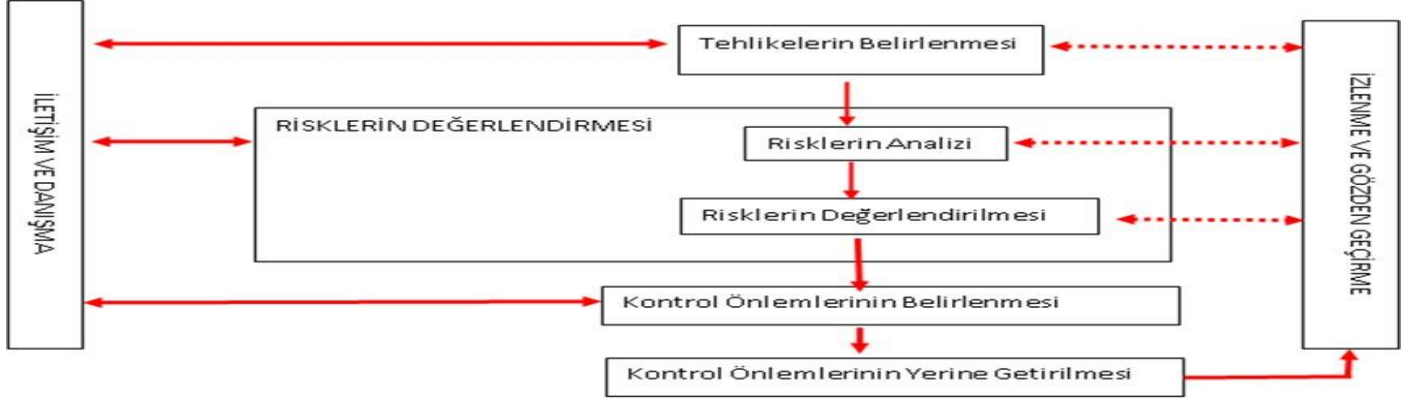 İLETİŞİM VE DANIŞMA
Tehlikelerin Belirlenmesi
RİSKLERİN DEĞERLENDİRMESİ
Risklerin Analizi
Risklerin Değerlendirilmesi
Kontrol Önlemlerinin Belirlenmesi
Kontrol Önlemlerinin Yerine Getirilmesi
İZLENME VE GÖZDEN GEÇİRME